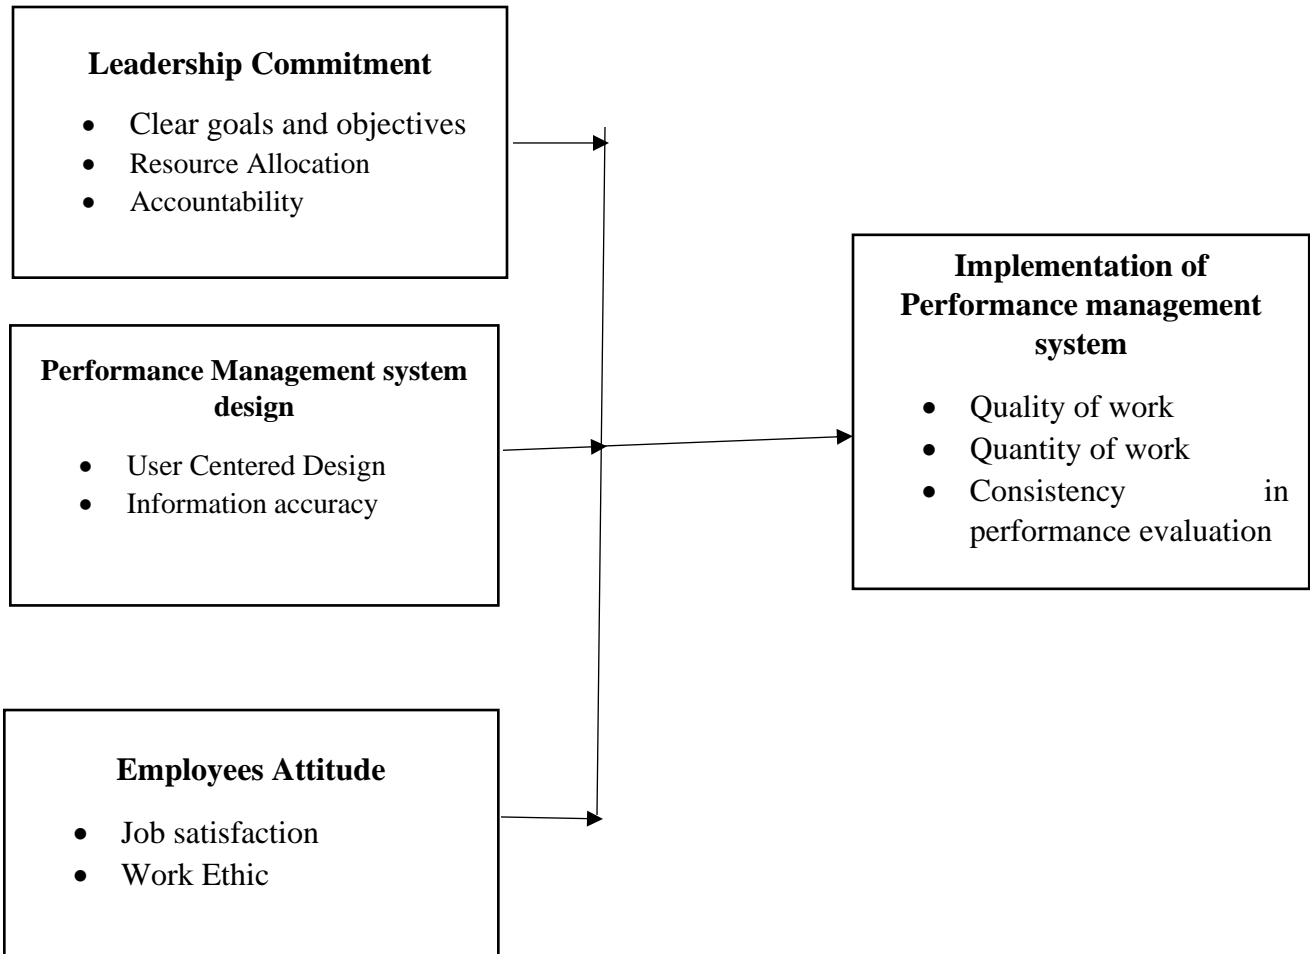 Leadership Commitment
• Clear goals and objectives
• Resource Allocation
• Accountability
Performance Management system
design
• User Centered Design
• Information accuracy
Employees Attitude
• Job satisfaction
• Work Ethic
Implementation of
Performance management
system
• Quality of work
• Quantity of work
• Consistency in
performance evaluation